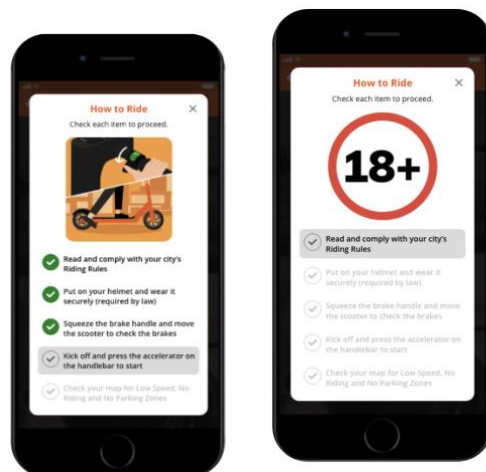 How to Ride
Check each item to proceed.
Read and comply with your city's
Riding Rules
Put on your helmet and wear it
securely (required by law)
Squeeze the brake handle and move
the scooter to check the brakes
Kick off and press the accelerator on
the handlebar to start
Check your map for Low Speed, No
Riding and No Parking Zones
How to Ride
Check each item to proceed.
18+
Read and comply with your city's
Riding Rules
Put on your helmet and wear it
securely (required by law)
Squeeze the brake handle and move
the scooter to check the brakes
Kick off and press the accelerator on
the handlebar to start
Check your map for Low Speed, No
Riding and No Parking Zones